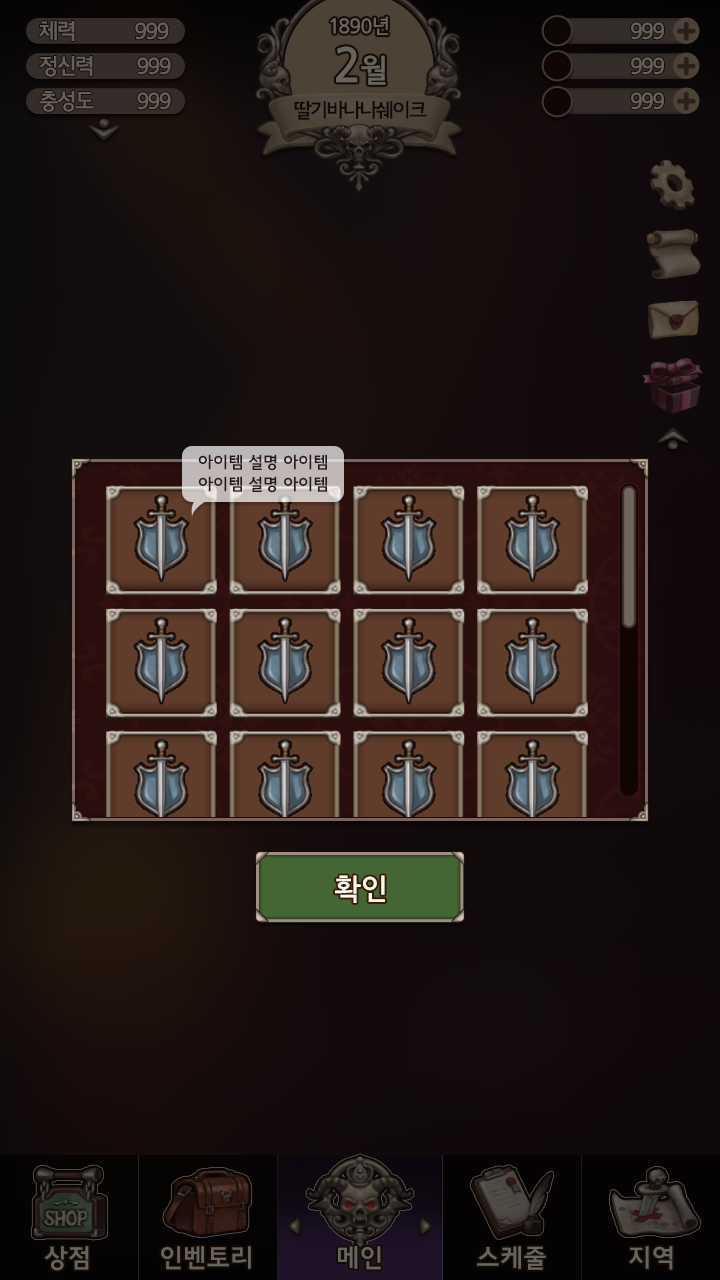 체력 999
정신력 999
충성도 999
1890년
2월
딸기바나나쉐이크
999
999
999
아이템 설명 아이템
아이템 설명 아이템
확인
SHOP
상점
인벤토리
메인
스케줄
지역